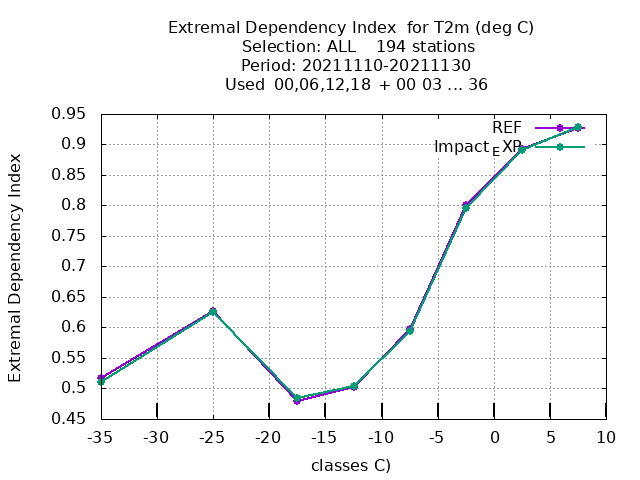 Extremal Dependency Index  for T2m (deg C)
Selection: ALL    194 stations
Period: 20211110-20211130
Used  00,06,12,18  + 00 03 ... 36
REF
Impact_EXP
Extremal Dependency Index
0.95
0.9
0.85
0.8
0.75
0.7
0.65
0.6
0.55
0.5
0.45
-35 -30 -25 -20 -15 -10 -5 0 5 10
classes C)